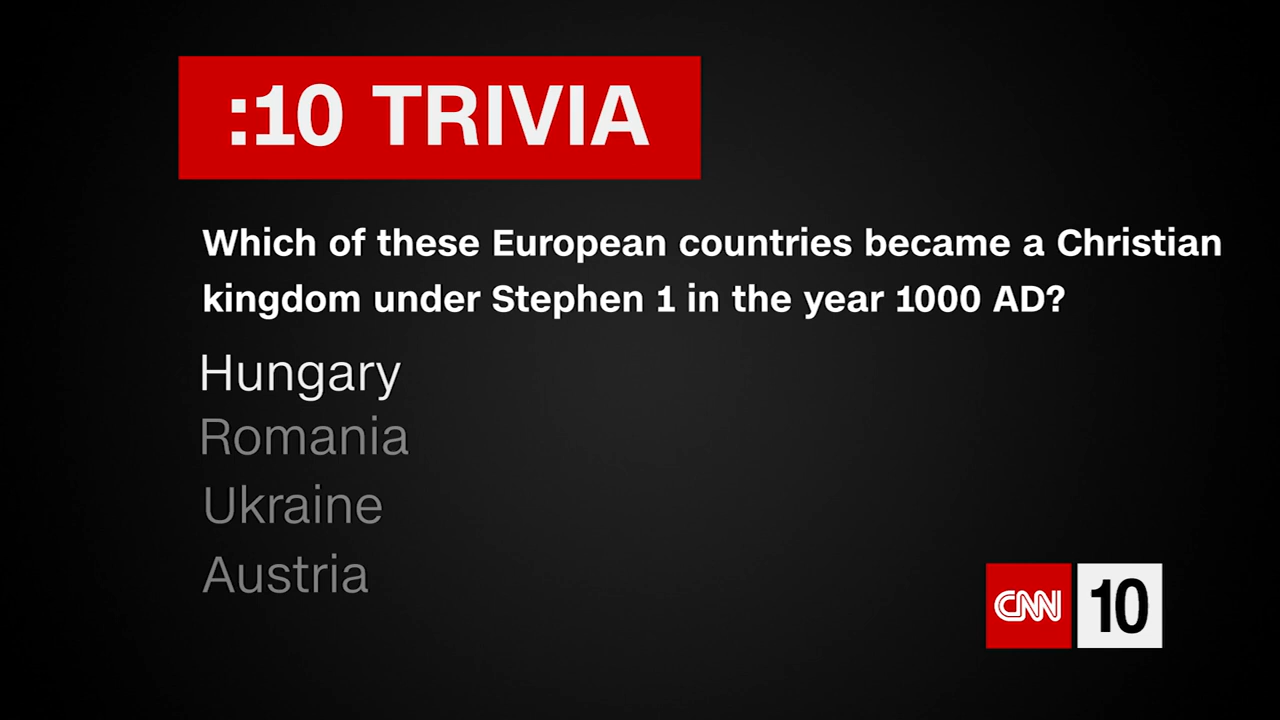 :10 TRIVIA
Which of these European countries became a Christian
kingdom under Stephen 1 in the year 1000 AD?
Hungary
Romania
Ukraine
Austria
CNN 10